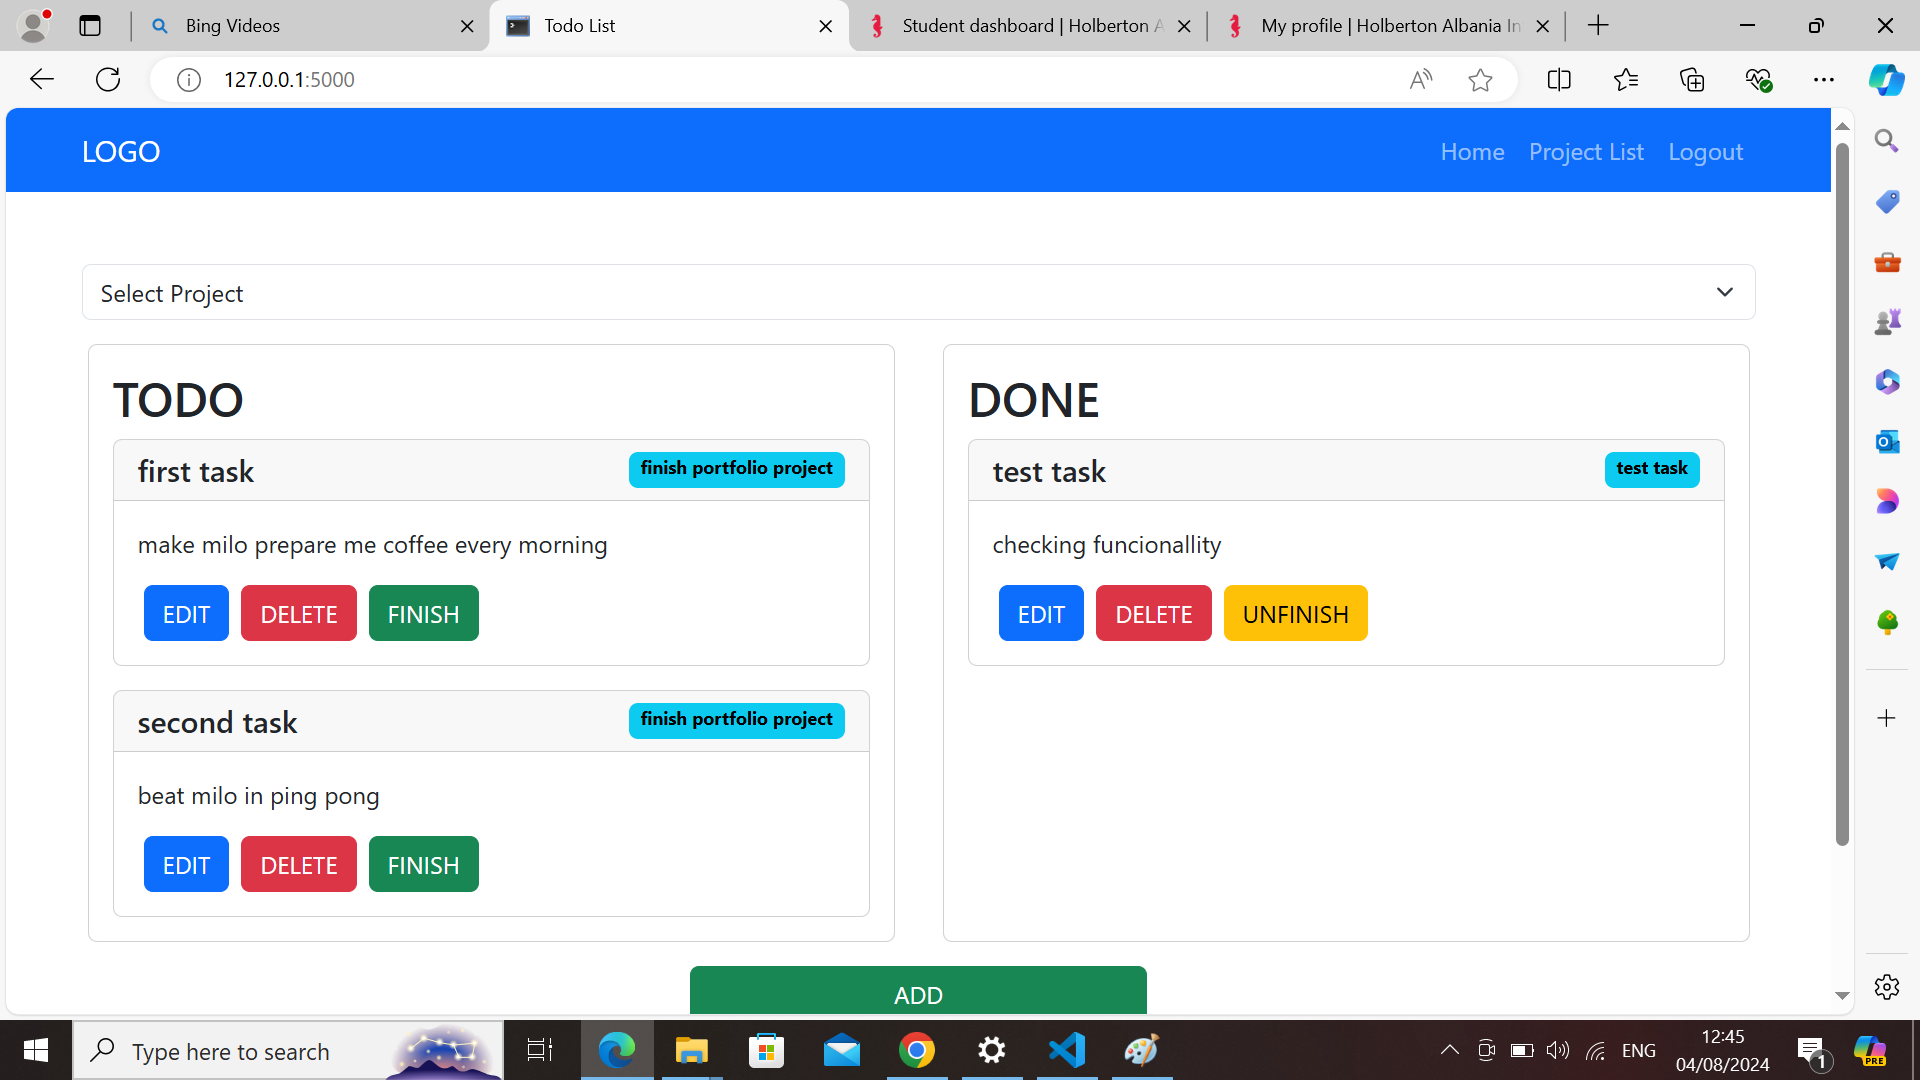 Bing Videos
Todo List
Student dashboard | Holberton A
My profile | Holberton Albania In
127.0.0.1:5000
LOGO
Home
Project List
Logout
Select Project
TODO
first task
finish portfolio project
make milo prepare me coffee every morning
EDIT
DELETE
FINISH
second task
finish portfolio project
beat milo in ping pong
EDIT
DELETE
FINISH
DONE
test task
test task
checking funcionallity
EDIT
DELETE
UNFINISH
ADD
Type here to search
ENG
12:45
04/08/2024
1
PRE